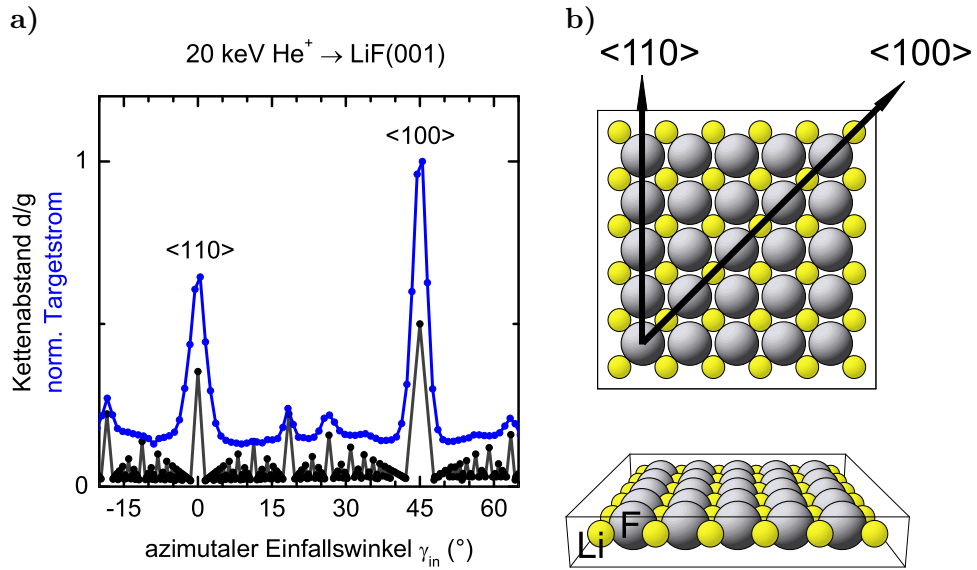 a)
20 keV He⁺ → LiF(001)
Kettenabstand d/g
norm. Targetstrom
1
0
<110>
<100>
-15 0 15 30 45 60
azimutaler Einfallswinkel γ_in (°)
b)
<110>
<100>
F
Li